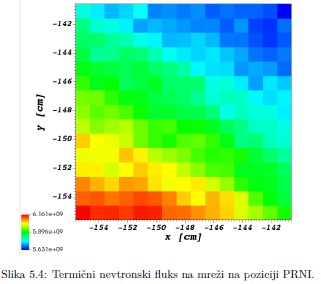 -142
-144
-146
-148
-150
-152
-154
y [cm]
-154 -152 -150 -148 -146 -144 -142
x [cm]
6.161e+09
5.896e+09
5.631e+09
Slika 5.4: Termični nevtronski fluks na mreži na poziciji PRNI.